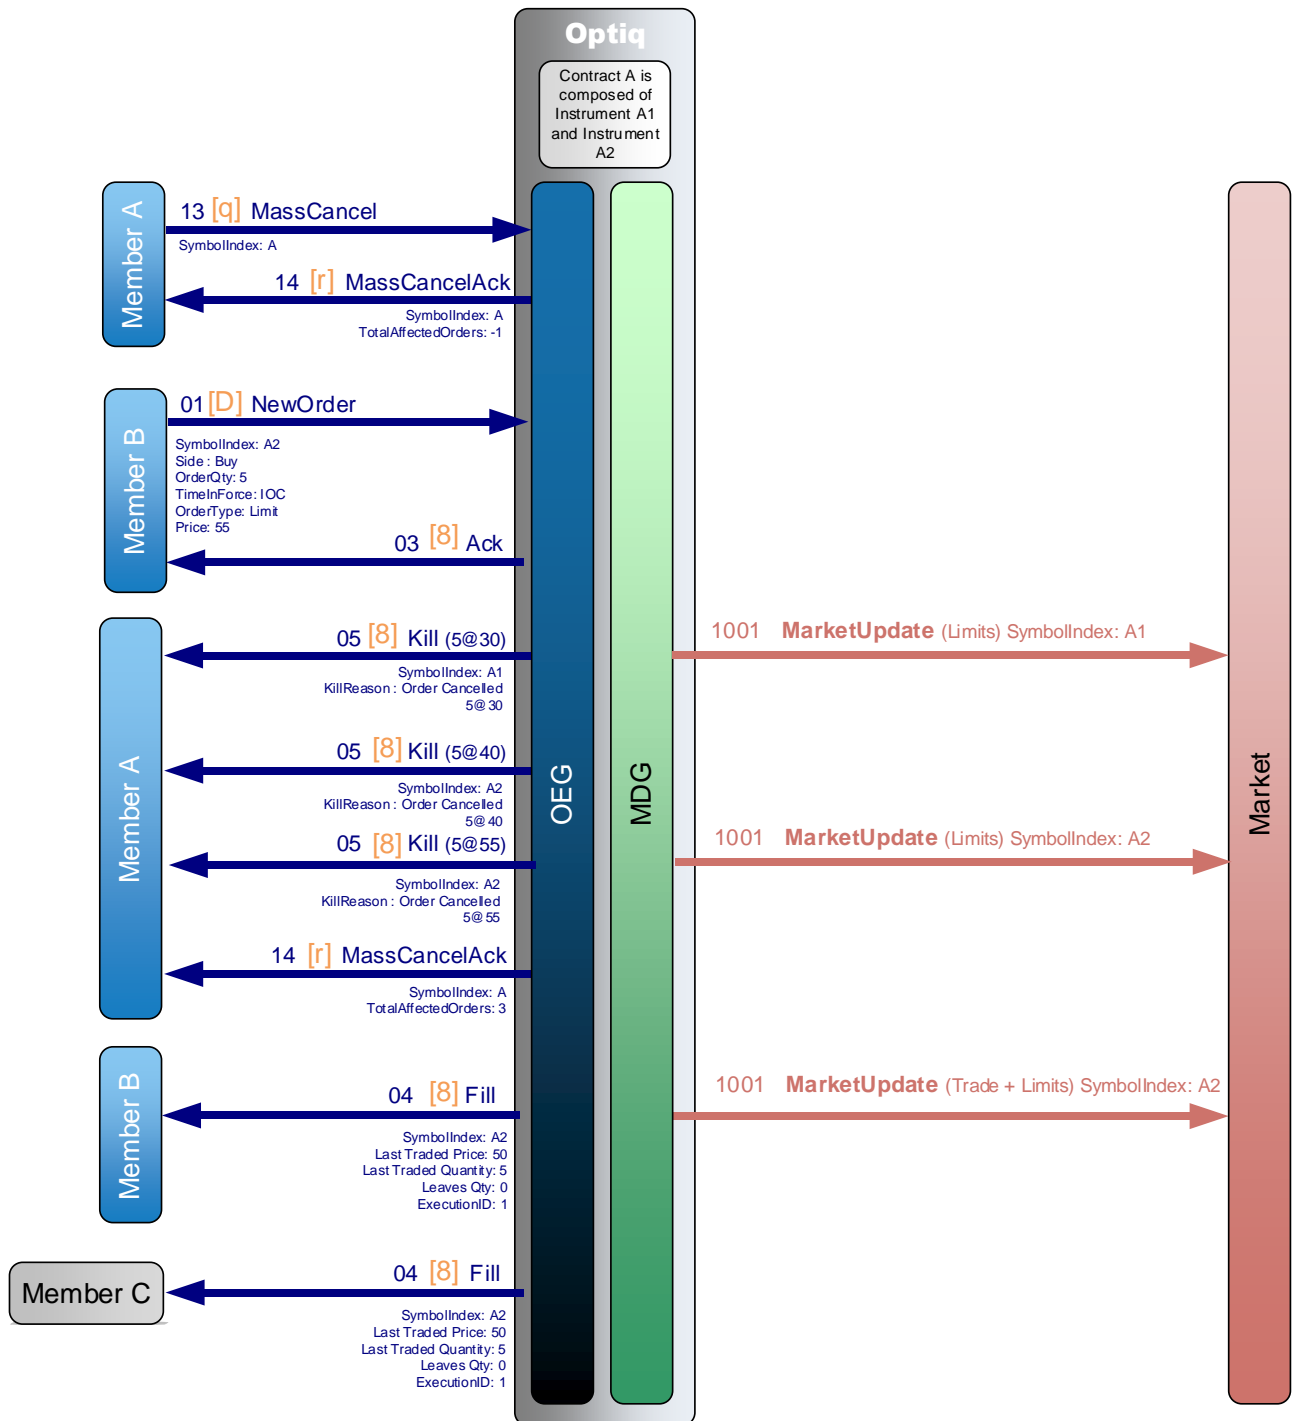 Optiq
Contract A is
composed of
Instrument A1
and Instrument
A2
Member A
13 [q] MassCancel
SymbolIndex: A
14 [r] MassCancelAck
SymbolIndex: A
TotalAffectedOrders: -1
Member B
01 [D] NewOrder
SymbolIndex: A2
Side : Buy
OrderQty: 5
TimeInForce: IOC
OrderType: Limit
Price: 55
03 [8] Ack
Member A
05 [8] Kill (5@30)
SymbolIndex: A1
KillReason : Order Cancelled
5@30
1001 MarketUpdate (Limits) SymbolIndex: A1
05 [8] Kill (5@40)
SymbolIndex: A2
KillReason : Order Cancelled
5@40
OEG
MDG
Market
05 [8] Kill (5@55)
SymbolIndex: A2
KillReason : Order Cancelled
5@55
1001 MarketUpdate (Limits) SymbolIndex: A2
14 [r] MassCancelAck
SymbolIndex: A
TotalAffectedOrders: 3
Member B
04 [8] Fill
SymbolIndex: A2
Last Traded Price: 50
Last Traded Quantity: 5
Leaves Qty: 0
ExecutionID: 1
1001 MarketUpdate (Trade + Limits) SymbolIndex: A2
Member C
04 [8] Fill
SymbolIndex: A2
Last Traded Price: 50
Last Traded Quantity: 5
Leaves Qty: 0
ExecutionID: 1